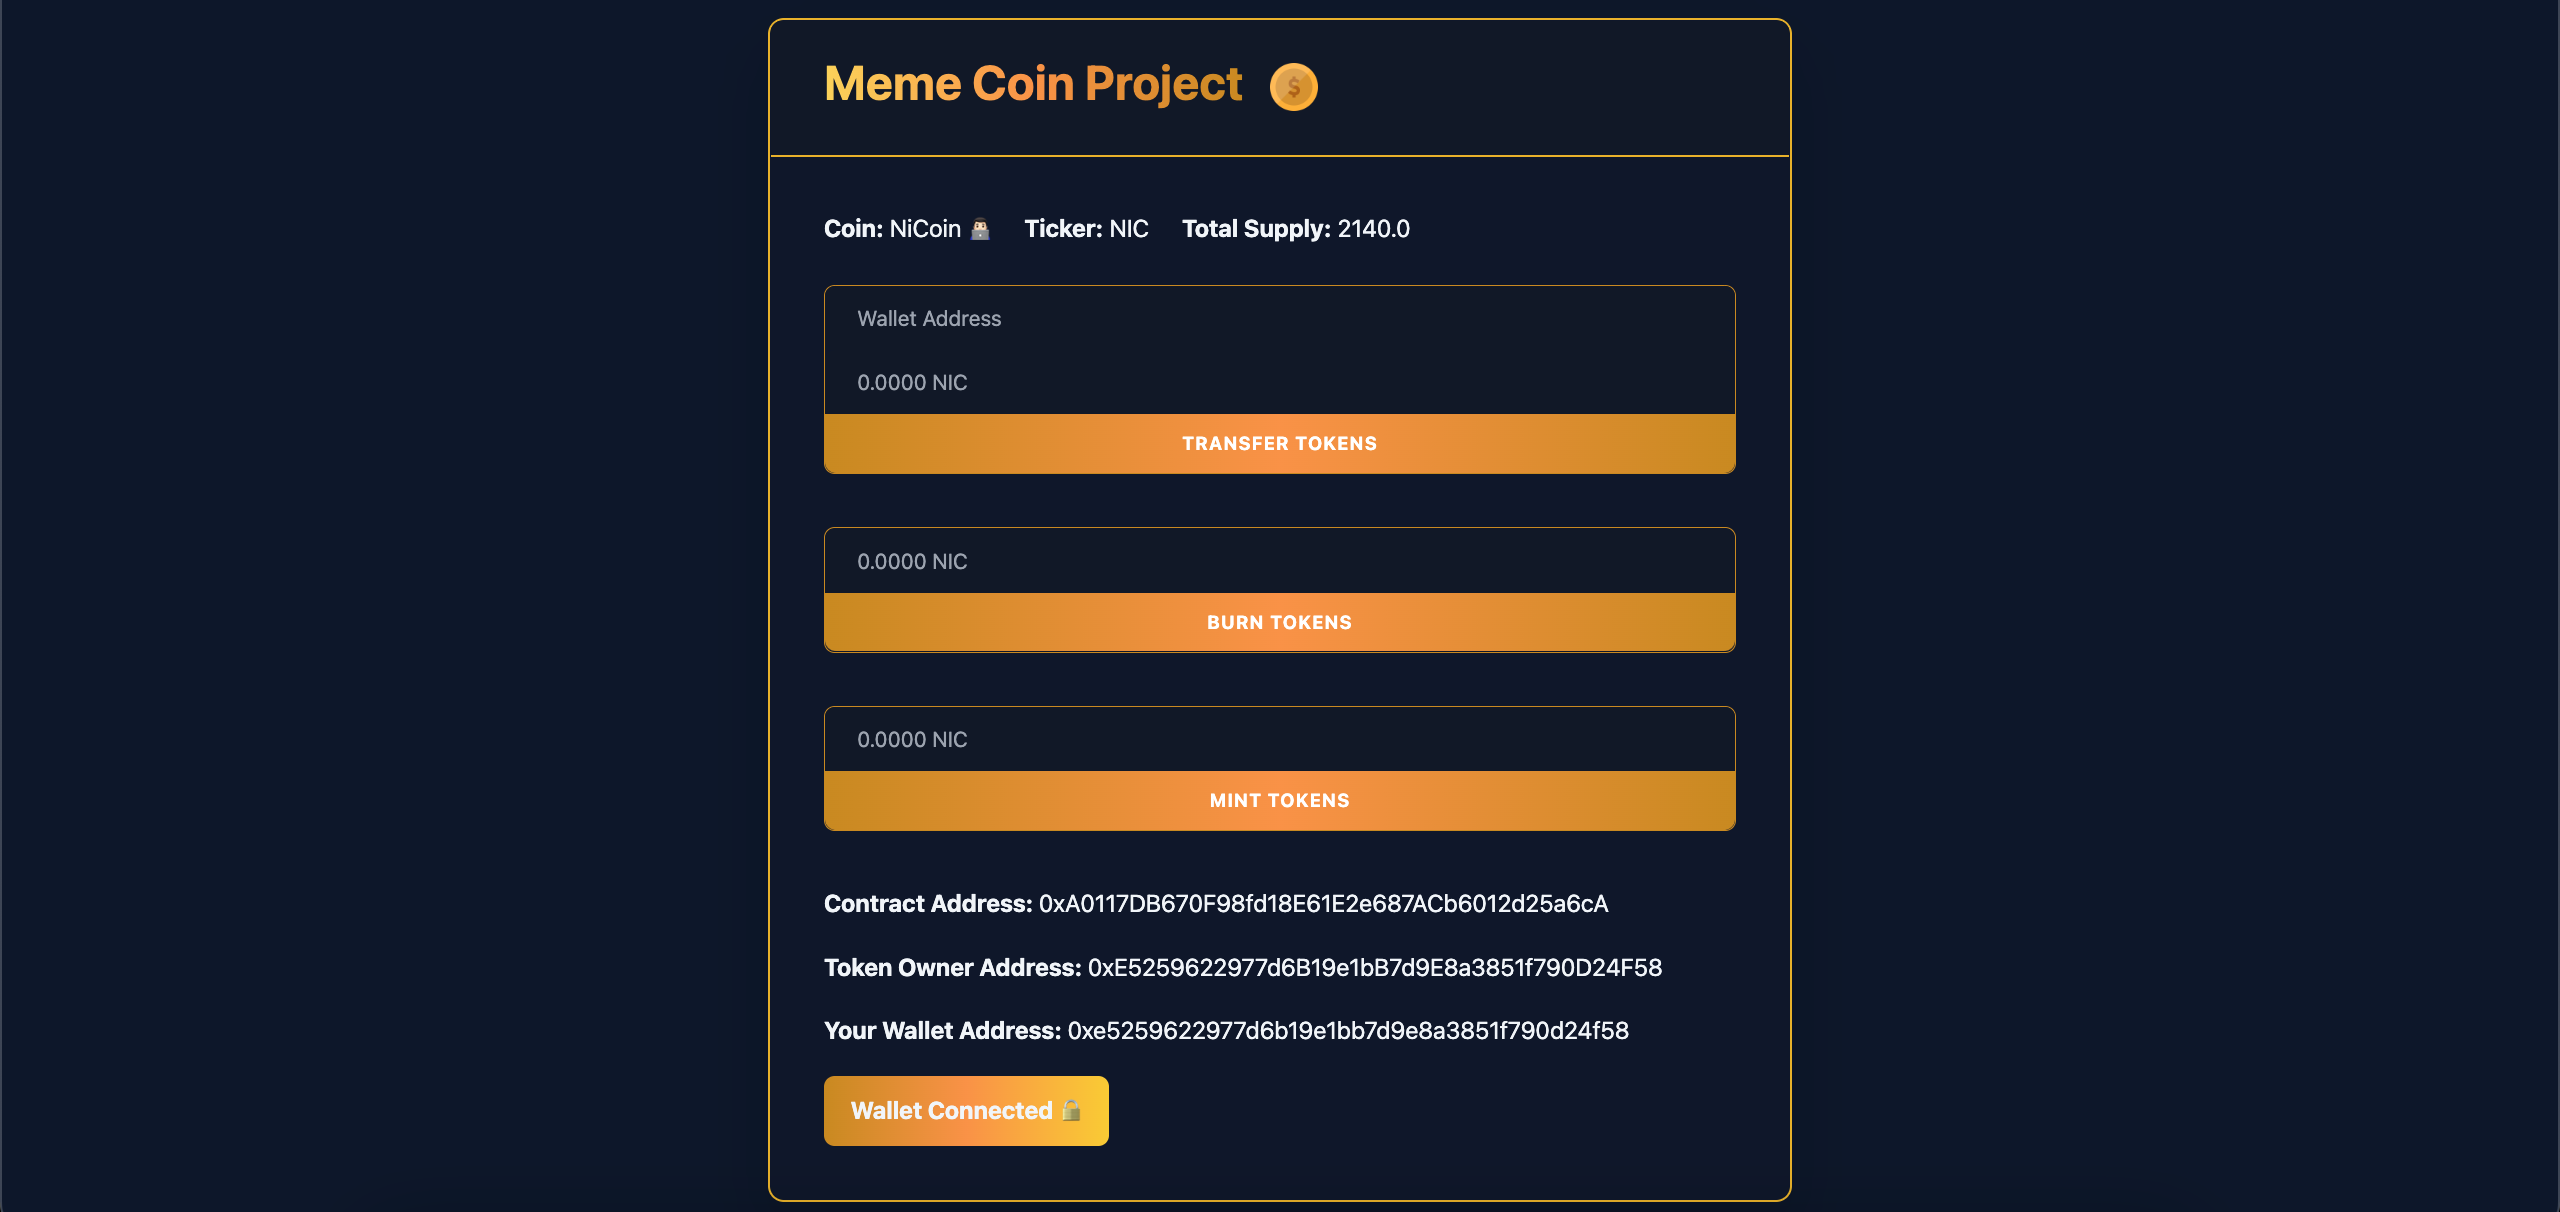 Meme Coin Project
Coin: NiCoin 👨🏻‍💻 Ticker: NIC Total Supply: 2140.0
Wallet Address
0.0000 NIC
TRANSFER TOKENS
0.0000 NIC
BURN TOKENS
0.0000 NIC
MINT TOKENS
Contract Address: 0xA0117DB670F98fd18E61E2e687ACb6012d25a6cA
Token Owner Address: 0xE5259622977d6B19e1bB7d9E8a3851f790D24F58
Your Wallet Address: 0xe5259622977d6b19e1bb7d9e8a3851f790d24f58
Wallet Connected 🔒